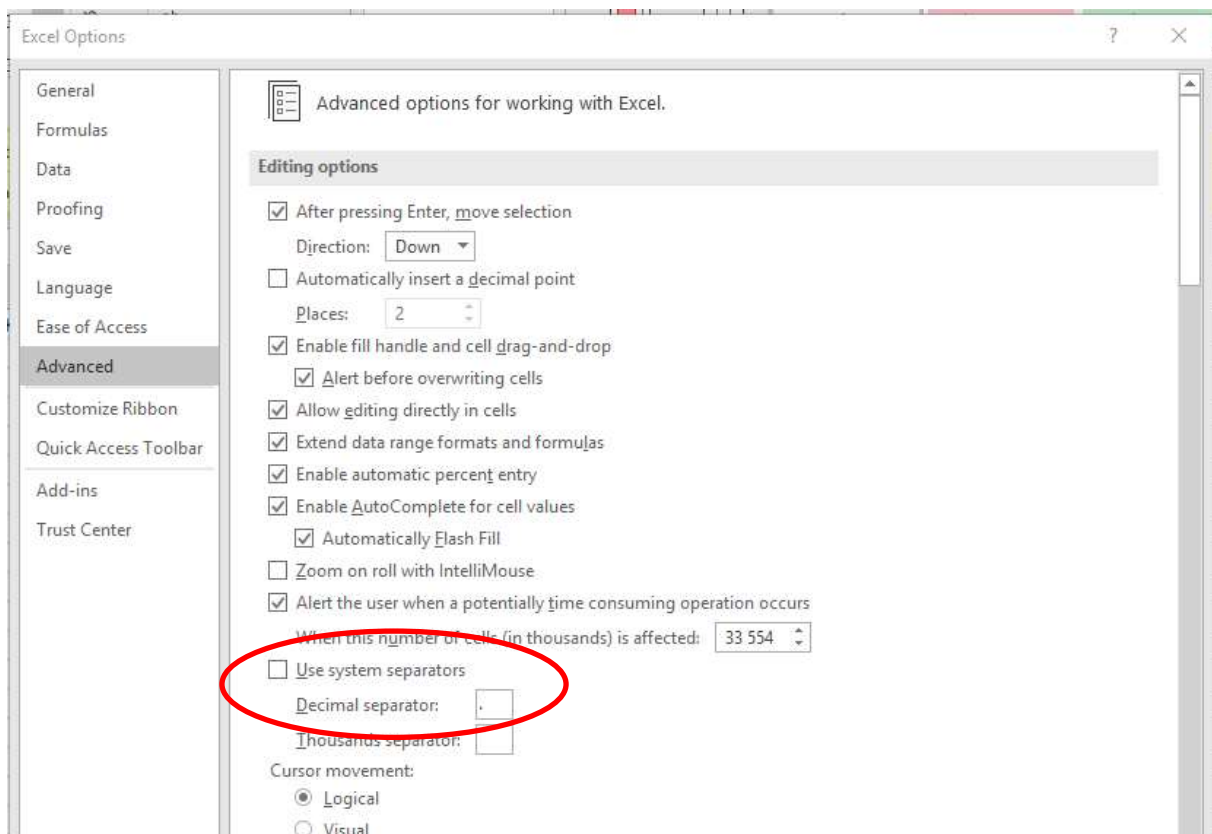 Excel Options
?
General
Formulas
Data
Proofing
Save
Language
Ease of Access
Advanced
Customize Ribbon
Quick Access Toolbar
Add-ins
Trust Center
Advanced options for working with Excel.
Editing options
After pressing Enter, move selection
Direction: Down
Automatically insert a decimal point
Places: 2
Enable fill handle and cell drag-and-drop
Alert before overwriting cells
Allow editing directly in cells
Extend data range formats and formulas
Enable automatic percent entry
Enable AutoComplete for cell values
Automatically Flash Fill
Zoom on roll with IntelliMouse
Alert the user when a potentially time consuming operation occurs
When this number of cells (in thousands) is affected: 33 554
Use system separators
Decimal separator: .
Thousands separator:
Cursor movement:
Logical
Visual